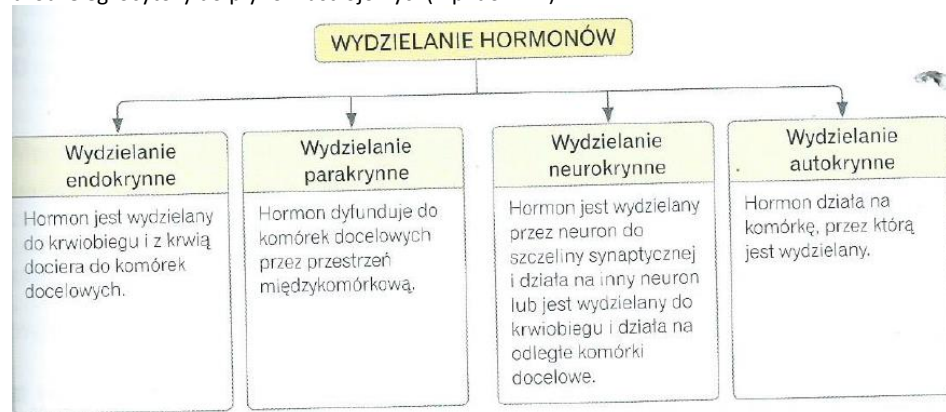 WYDZIELANIE HORMONÓW
Wydzielanie
endokrynne
Hormon jest wydzielany
do krwiobiegu i z krwią
dociera do komórek
docelowych.
Wydzielanie
parakrynne
Hormon dyfunduje do
komórek docelowych
przez przestrzeń
międzykomórkową.
Wydzielanie
neurokrynne
Hormon jest wydzielany
przez neuron do
szczeliny synaptycznej
i działa na inny neuron
lub jest wydzielany do
krwiobiegu i działa na
odległe komórki
docelowe.
Wydzielanie
autokrynne
Hormon działa na
komórkę, przez którą
jest wydzielany.